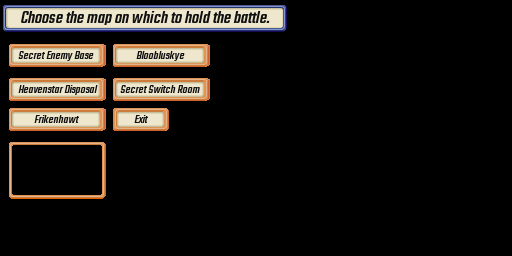 Choose the map on which to hold the battle.
Secret Enemy Base
Bloobluskye
Heavenstar Disposal
Secret Switch Room
Frikenhowt
Exit